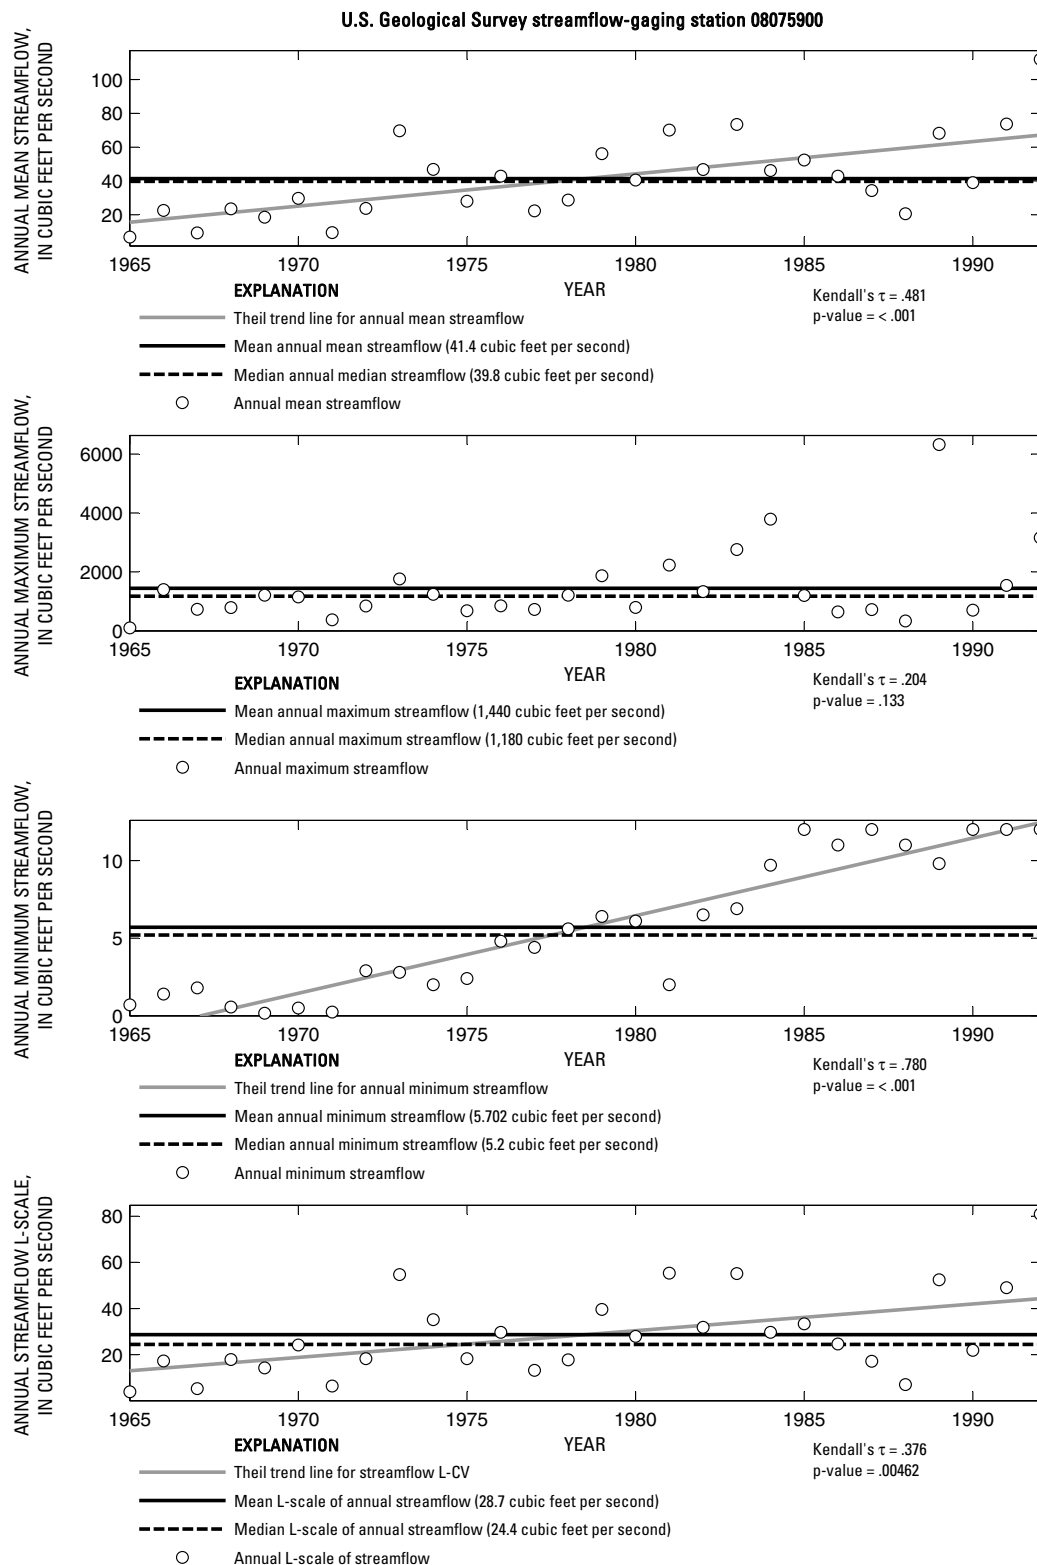 U.S. Geological Survey streamflow-gaging station 08075900
ANNUAL MEAN STREAMFLOW,
IN CUBIC FEET PER SECOND
100
80
60
40
20
1965 1970 1975 1980 1985 1990
YEAR
EXPLANATION
Theil trend line for annual mean streamflow
Mean annual mean streamflow (41.4 cubic feet per second)
Median annual median streamflow (39.8 cubic feet per second)
Annual mean streamflow
Kendall's τ = .481
p-value = < .001
ANNUAL MAXIMUM STREAMFLOW,
IN CUBIC FEET PER SECOND
6000
4000
2000
0
1965 1970 1975 1980 1985 1990
YEAR
EXPLANATION
Mean annual maximum streamflow (1,440 cubic feet per second)
Median annual maximum streamflow (1,180 cubic feet per second)
Annual maximum streamflow
Kendall's τ = .204
p-value = .133
ANNUAL MINIMUM STREAMFLOW,
IN CUBIC FEET PER SECOND
10
5
0
1965 1970 1975 1980 1985 1990
YEAR
EXPLANATION
Theil trend line for annual minimum streamflow
Mean annual minimum streamflow (5.702 cubic feet per second)
Median annual minimum streamflow (5.2 cubic feet per second)
Annual minimum streamflow
Kendall's τ = .780
p-value = < .001
ANNUAL STREAMFLOW L-SCALE,
IN CUBIC FEET PER SECOND
80
60
40
20
1965 1970 1975 1980 1985 1990
YEAR
EXPLANATION
Theil trend line for streamflow L-CV
Mean L-scale of annual streamflow (28.7 cubic feet per second)
Median L-scale of annual streamflow (24.4 cubic feet per second)
Annual L-scale of streamflow
Kendall's τ = .376
p-value = .00462